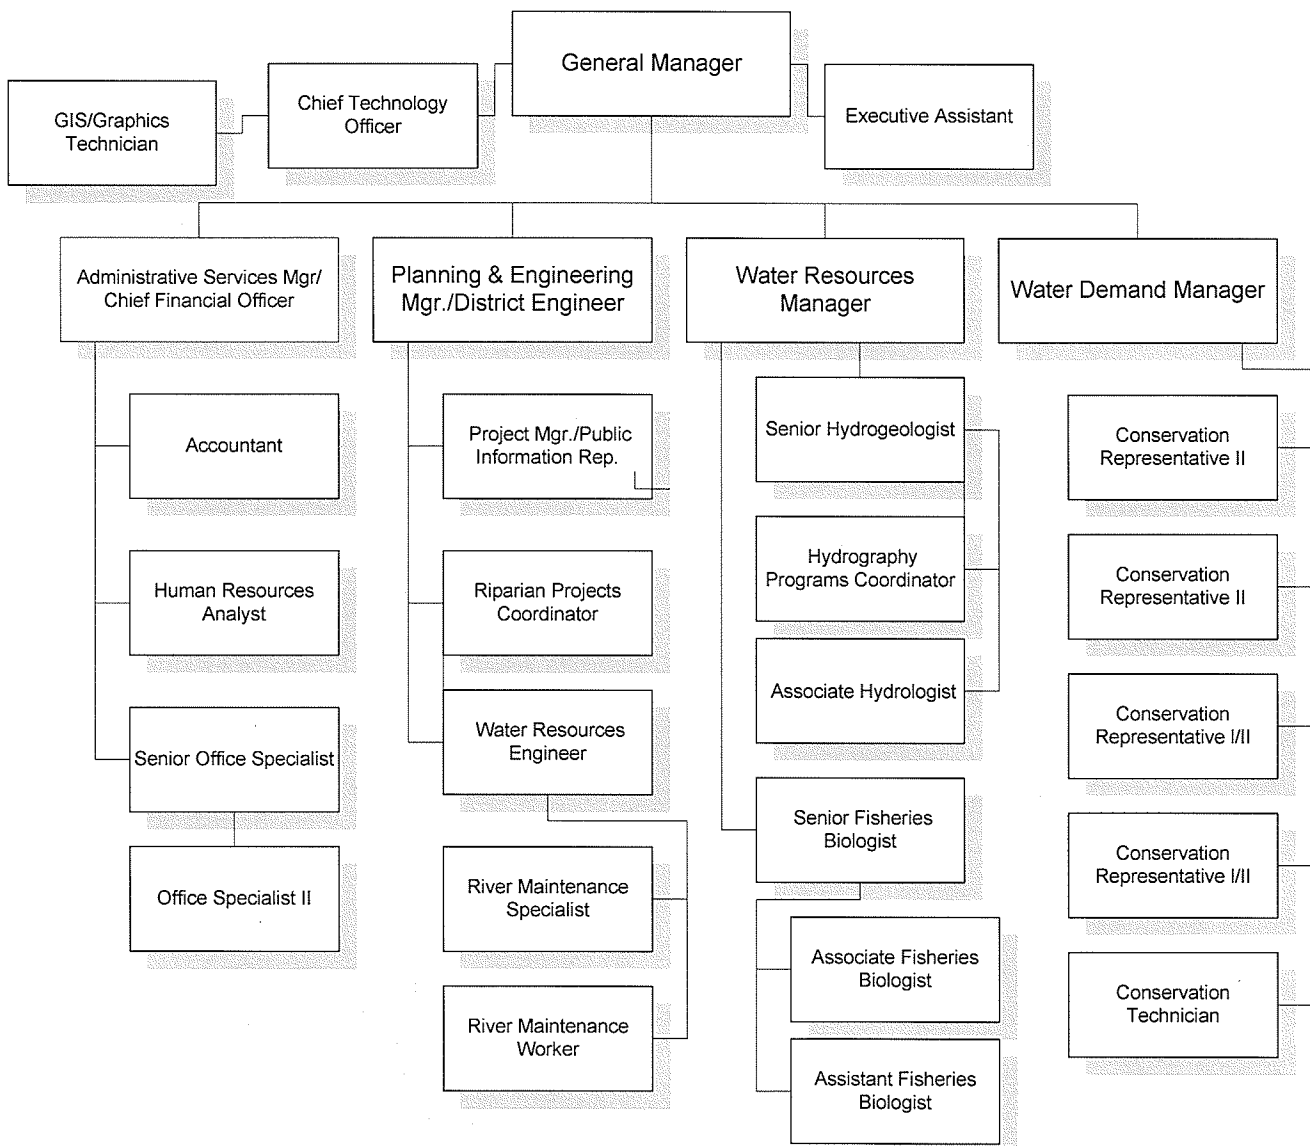 General Manager
Chief Technology
Officer
GIS/Graphics
Technician
Executive Assistant
Administrative Services Mgr/
Chief Financial Officer
Planning & Engineering
Mgr./District Engineer
Water Resources
Manager
Water Demand Manager
Accountant
Human Resources
Analyst
Senior Office Specialist
Office Specialist II
Project Mgr./Public
Information Rep.
Riparian Projects
Coordinator
Water Resources
Engineer
River Maintenance
Specialist
River Maintenance
Worker
Senior Hydrogeologist
Hydrography
Programs Coordinator
Associate Hydrologist
Senior Fisheries
Biologist
Associate Fisheries
Biologist
Assistant Fisheries
Biologist
Conservation
Representative II
Conservation
Representative II
Conservation
Representative I/II
Conservation
Representative I/II
Conservation
Technician